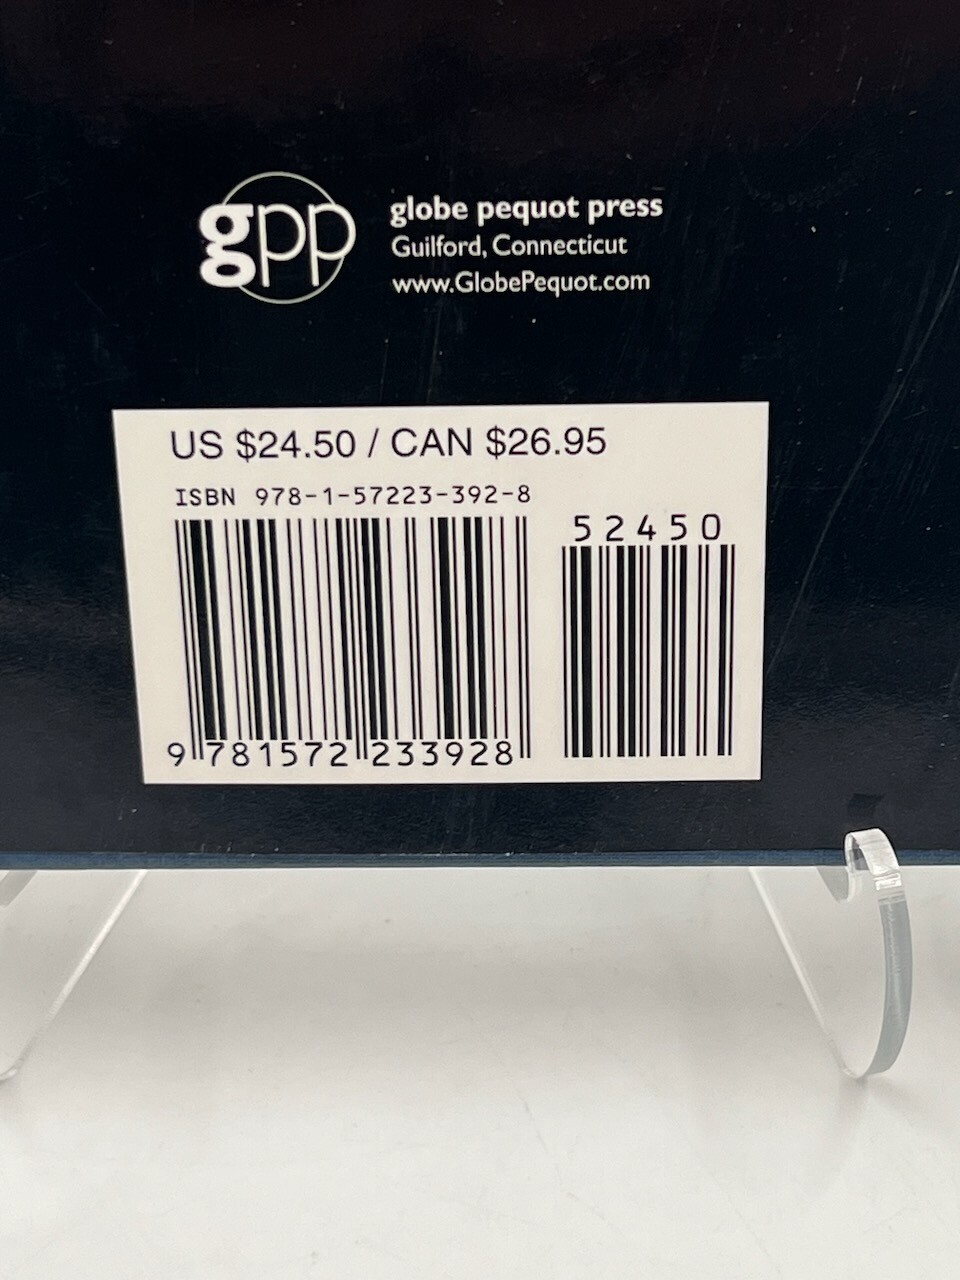 gpp
globe pequot press
Guilford, Connecticut
www.GlobePequot.com
US $24.50 / CAN $26.95
ISBN 978-1-57223-392-8
52450
9 781572 233928